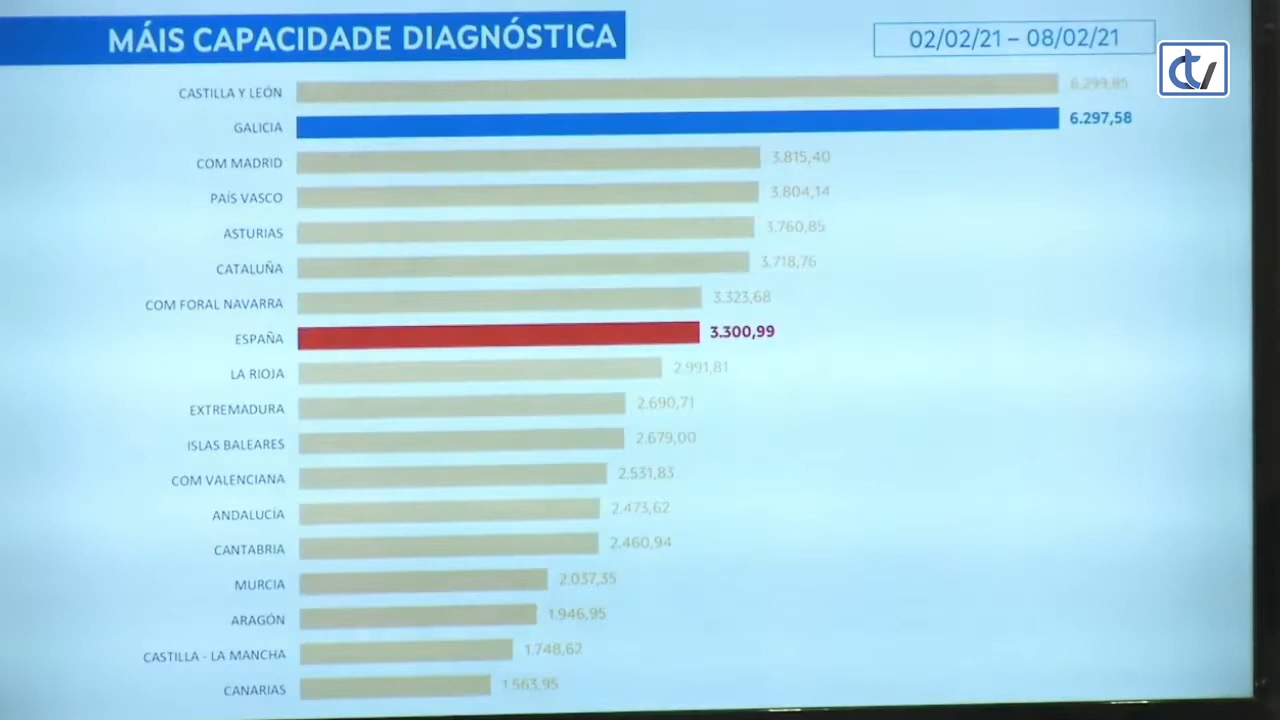 MÁIS CAPACIDADE DIAGNÓSTICA
02/02/21 – 08/02/21
CTV
CASTILLA Y LEÓN 6.299,85
GALICIA 6.297,58
COM MADRID 3.815,40
PAÍS VASCO 3.804,14
ASTURIAS 3.760,85
CATALUÑA 3.718,76
COM FORAL NAVARRA 3.323,68
ESPAÑA 3.300,99
LA RIOJA 2.991,81
EXTREMADURA 2.690,71
ISLAS BALEARES 2.679,00
COM VALENCIANA 2.531,83
ANDALUCÍA 2.473,62
CANTABRIA 2.460,94
MURCIA 2.037,35
ARAGÓN 1.946,95
CASTILLA - LA MANCHA 1.748,62
CANARIAS 1.563,95